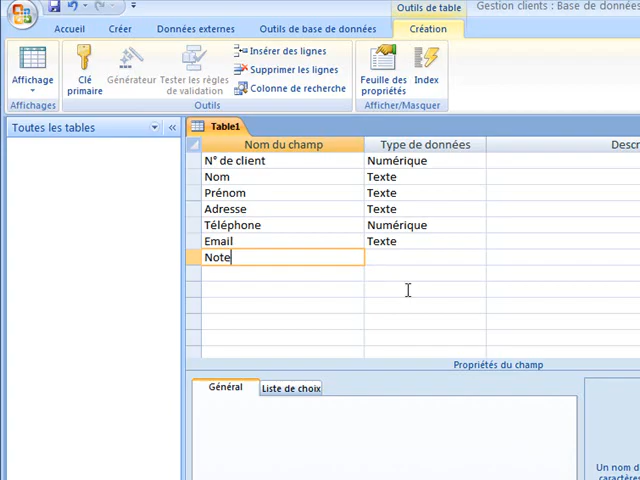 Outils de table
Gestion clients : Base de données
Accueil
Créer
Données externes
Outils de base de données
Création
Affichage
Clé primaire
Générateur
Tester les règles de validation
Insérer des lignes
Supprimer les lignes
Colonne de recherche
Feuille des propriétés
Index
Affichages
Outils
Afficher/Masquer
Toutes les tables
Table1
Nom du champ Type de données Descr
N° de client Numérique
Nom Texte
Prénom Texte
Adresse Texte
Téléphone Numérique
Email Texte
Note
Propriétés du champ
Général
Liste de choix
Un nom d
caractères